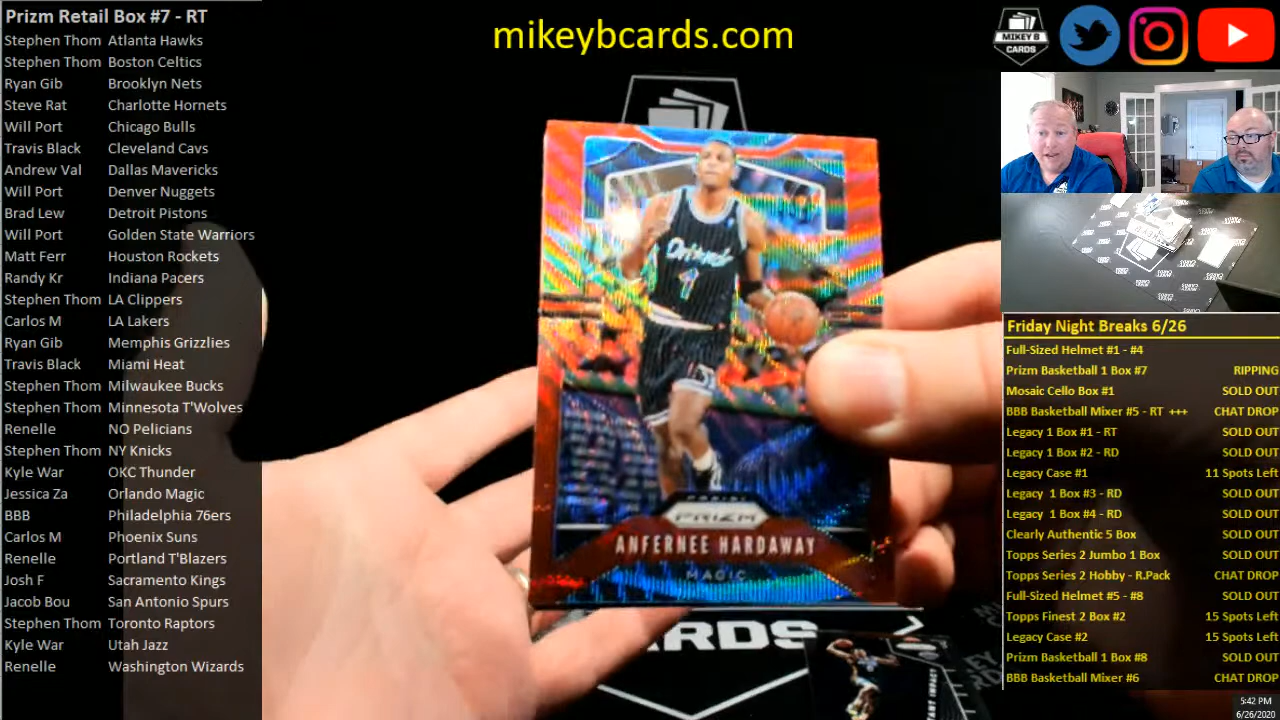 Prizm Retail Box #7 - RT
Stephen Thom Atlanta Hawks
Stephen Thom Boston Celtics
Ryan Gib Brooklyn Nets
Steve Rat Charlotte Hornets
Will Port Chicago Bulls
Travis Black Cleveland Cavs
Andrew Val Dallas Mavericks
Will Port Denver Nuggets
Brad Lew Detroit Pistons
Will Port Golden State Warriors
Matt Ferr Houston Rockets
Randy Kr Indiana Pacers
Stephen Thom LA Clippers
Carlos M LA Lakers
Ryan Gib Memphis Grizzlies
Travis Black Miami Heat
Stephen Thom Milwaukee Bucks
Stephen Thom Minnesota T'Wolves
Renelle NO Pelicians
Stephen Thom NY Knicks
Kyle War OKC Thunder
Jessica Za Orlando Magic
BBB Philadelphia 76ers
Carlos M Phoenix Suns
Renelle Portland T'Blazers
Josh F Sacramento Kings
Jacob Bou San Antonio Spurs
Stephen Thom Toronto Raptors
Kyle War Utah Jazz
Renelle Washington Wizards
mikeybcards.com
Orlando
1
PANINI
PRIZM
ANFERNEE HARDAWAY
MAGIC
ARDS
MIKEY B
CARDS
Friday Night Breaks 6/26
Full-Sized Helmet #1 - #4
Prizm Basketball 1 Box #7 RIPPING
Mosaic Cello Box #1 SOLD OUT
BBB Basketball Mixer #5 - RT +++ CHAT DROP
Legacy 1 Box #1 - RT SOLD OUT
Legacy 1 Box #2 - RD SOLD OUT
Legacy Case #1 11 Spots Left
Legacy 1 Box #3 - RD SOLD OUT
Legacy 1 Box #4 - RD SOLD OUT
Clearly Authentic 5 Box SOLD OUT
Topps Series 2 Jumbo 1 Box SOLD OUT
Topps Series 2 Hobby - R.Pack CHAT DROP
Full-Sized Helmet #5 - #8 SOLD OUT
Topps Finest 2 Box #2 15 Spots Left
Legacy Case #2 15 Spots Left
Prizm Basketball 1 Box #8 SOLD OUT
BBB Basketball Mixer #6 CHAT DROP
5:42 PM
6/26/2020